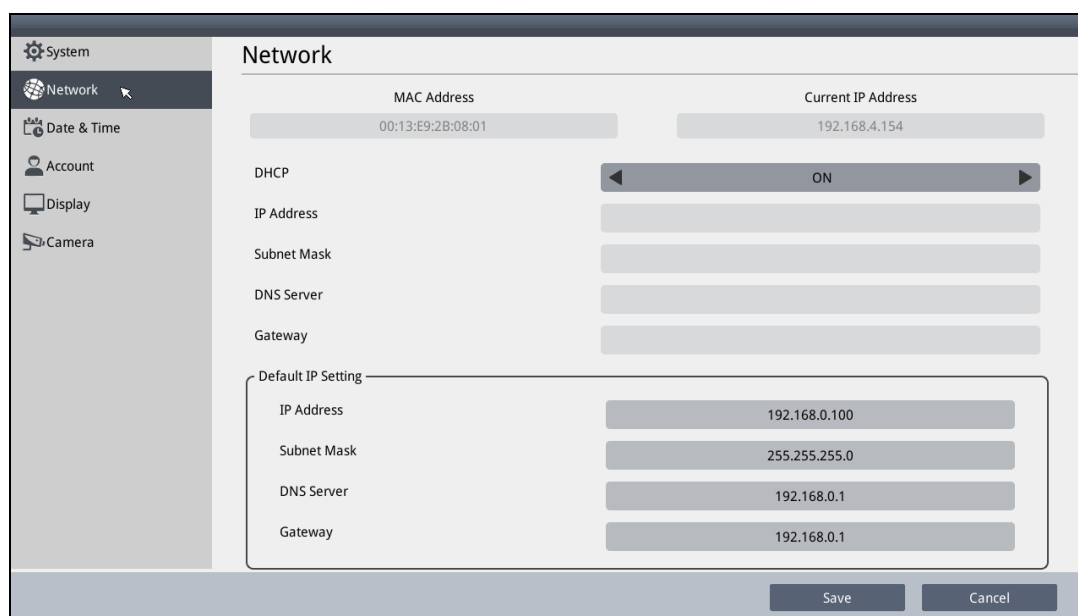 System
Network
Date & Time
Account
Display
Camera
Network
MAC Address Current IP Address
00:13:E9:2B:08:01 192.168.4.154
DHCP ON
IP Address
Subnet Mask
DNS Server
Gateway
Default IP Setting
IP Address 192.168.0.100
Subnet Mask 255.255.255.0
DNS Server 192.168.0.1
Gateway 192.168.0.1
Save Cancel